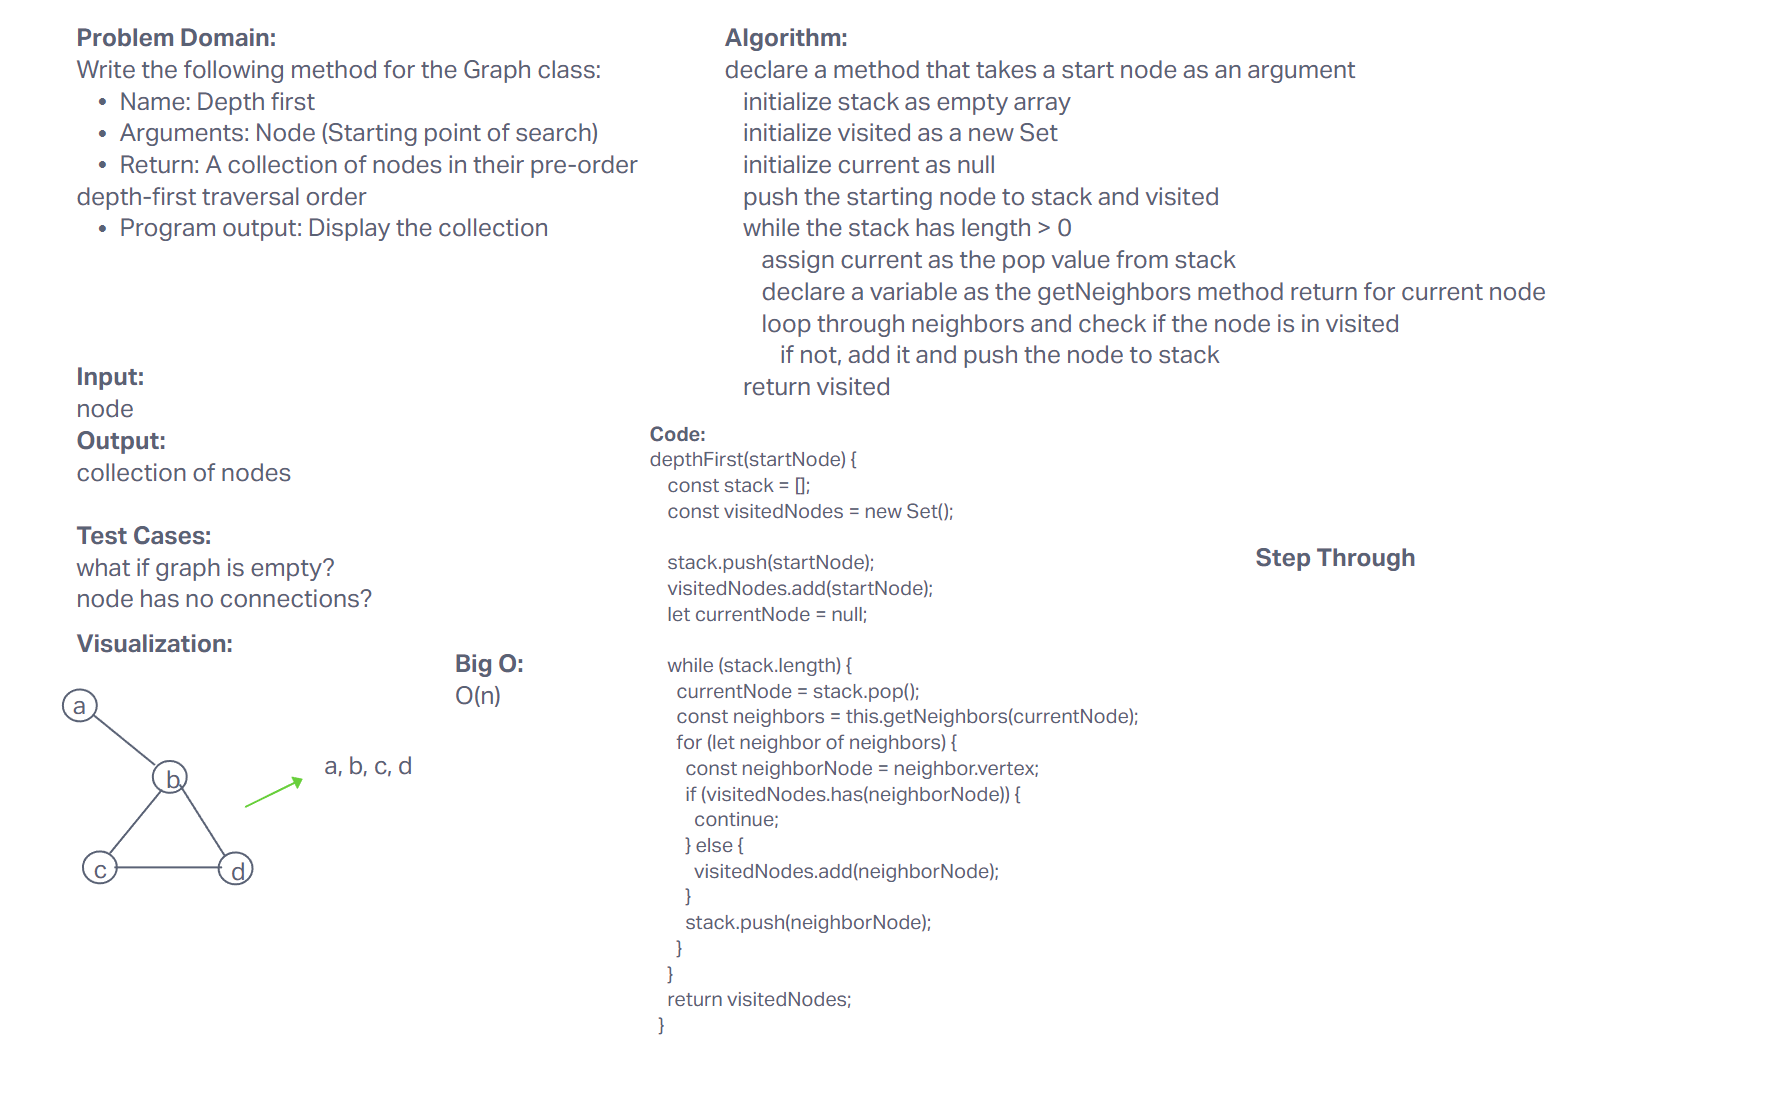 Problem Domain:
Write the following method for the Graph class:
• Name: Depth first
• Arguments: Node (Starting point of search)
• Return: A collection of nodes in their pre-order
depth-first traversal order
• Program output: Display the collection
Input:
node
Output:
collection of nodes
Test Cases:
what if graph is empty?
node has no connections?
Visualization:
a
b
c
d
a, b, c, d
Big O:
O(n)
Algorithm:
declare a method that takes a start node as an argument
initialize stack as empty array
initialize visited as a new Set
initialize current as null
push the starting node to stack and visited
while the stack has length > 0
assign current as the pop value from stack
declare a variable as the getNeighbors method return for current node
loop through neighbors and check if the node is in visited
if not, add it and push the node to stack
return visited
Code:
depthFirst(startNode) {
const stack = [];
const visitedNodes = new Set();
stack.push(startNode);
visitedNodes.add(startNode);
let currentNode = null;
while (stack.length) {
currentNode = stack.pop();
const neighbors = this.getNeighbors(currentNode);
for (let neighbor of neighbors) {
const neighborNode = neighbor.vertex;
if (visitedNodes.has(neighborNode)) {
continue;
} else {
visitedNodes.add(neighborNode);
}
stack.push(neighborNode);
}
}
return visitedNodes;
}
Step Through